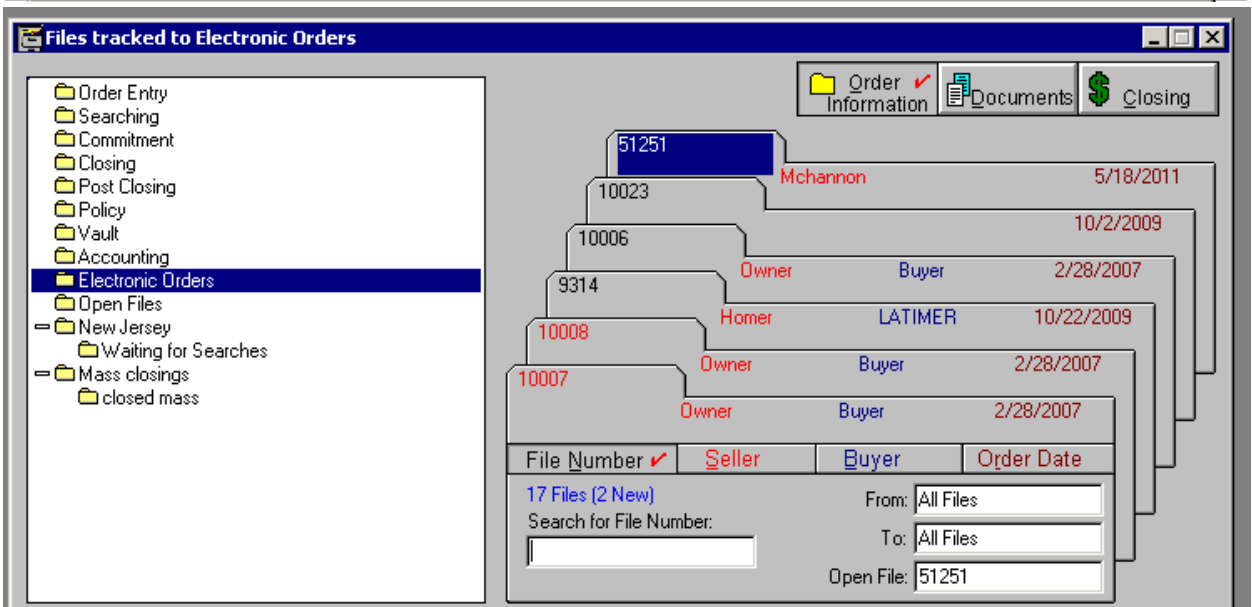 Files tracked to Electronic Orders
Order Entry
Searching
Commitment
Closing
Post Closing
Policy
Vault
Accounting
Electronic Orders
Open Files
New Jersey
Waiting for Searches
Mass closings
closed mass
Order
Information
Documents
$ Closing
51251
Mchannon 5/18/2011
10023
10/2/2009
10006
Owner Buyer 2/28/2007
9314
Homer LATIMER 10/22/2009
10008
Owner Buyer 2/28/2007
10007
Owner Buyer 2/28/2007
File Number Seller Buyer Order Date
17 Files (2 New)
Search for File Number:
From: All Files
To: All Files
Open File: 51251